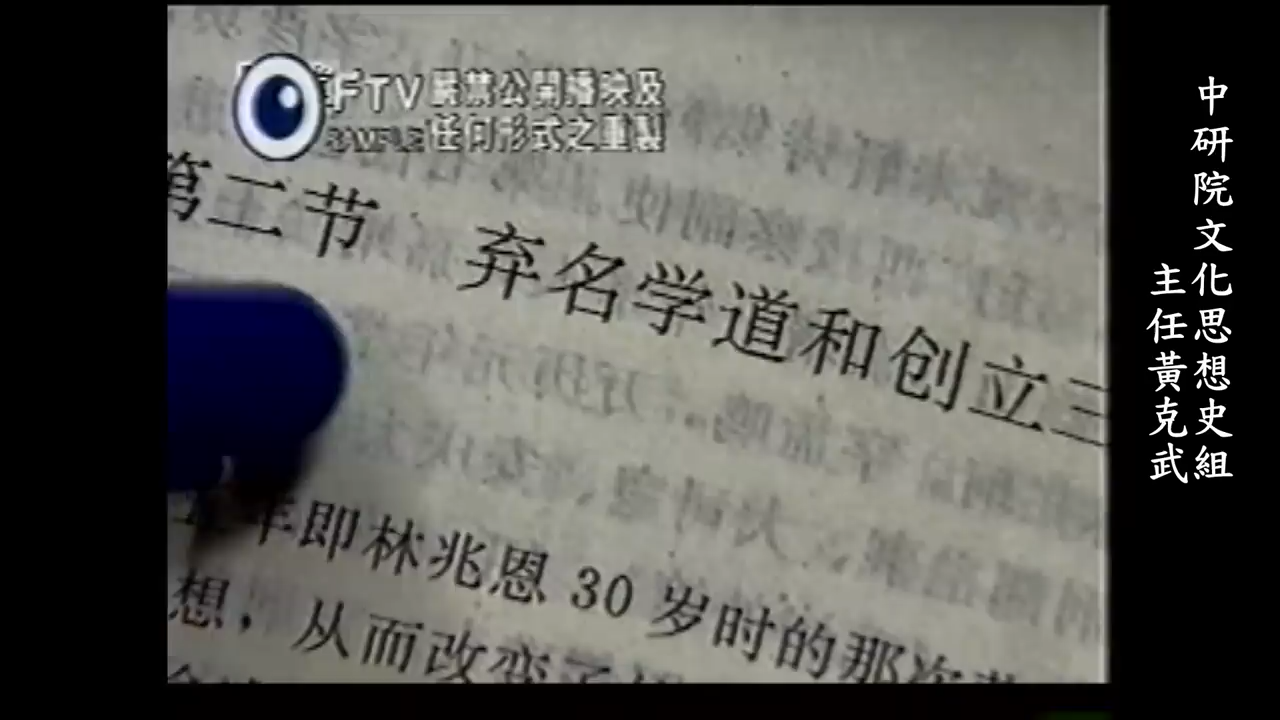 FTV 嚴禁公開播映及
SAMPLE 任何形式之重製
第二节 弃名学道和创立三
年即林兆恩 30 岁时的那次
想，从而改变了
中研院文化思想史組
主任黃克武